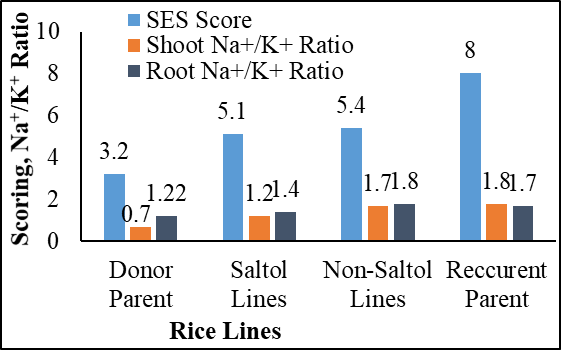 SES Score
Shoot Na+/K+ Ratio
Root Na+/K+ Ratio
Scoring, Na⁺/K⁺ Ratio
10
8
6
4
2
0
3.2
0.7
1.22
5.1
1.2
1.4
5.4
1.7
1.8
8
1.8
1.7
Donor
Parent
Saltol
Lines
Non-Saltol
Lines
Reccurent
Parent
Rice Lines